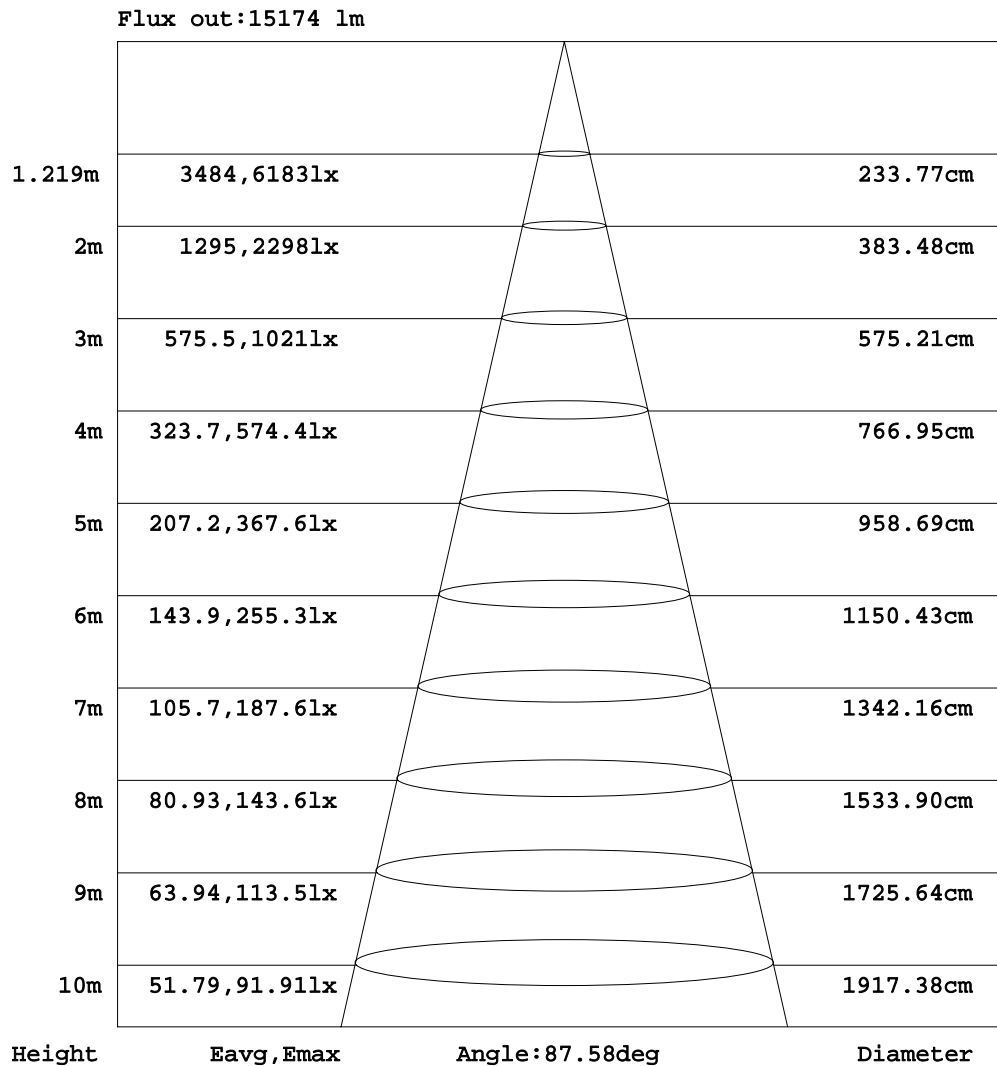 Flux out:15174 lm
1.219m 3484,6183lx 233.77cm
2m 1295,2298lx 383.48cm
3m 575.5,1021lx 575.21cm
4m 323.7,574.4lx 766.95cm
5m 207.2,367.6lx 958.69cm
6m 143.9,255.3lx 1150.43cm
7m 105.7,187.6lx 1342.16cm
8m 80.93,143.6lx 1533.90cm
9m 63.94,113.5lx 1725.64cm
10m 51.79,91.91lx 1917.38cm
Height Eavg,Emax Angle:87.58deg Diameter